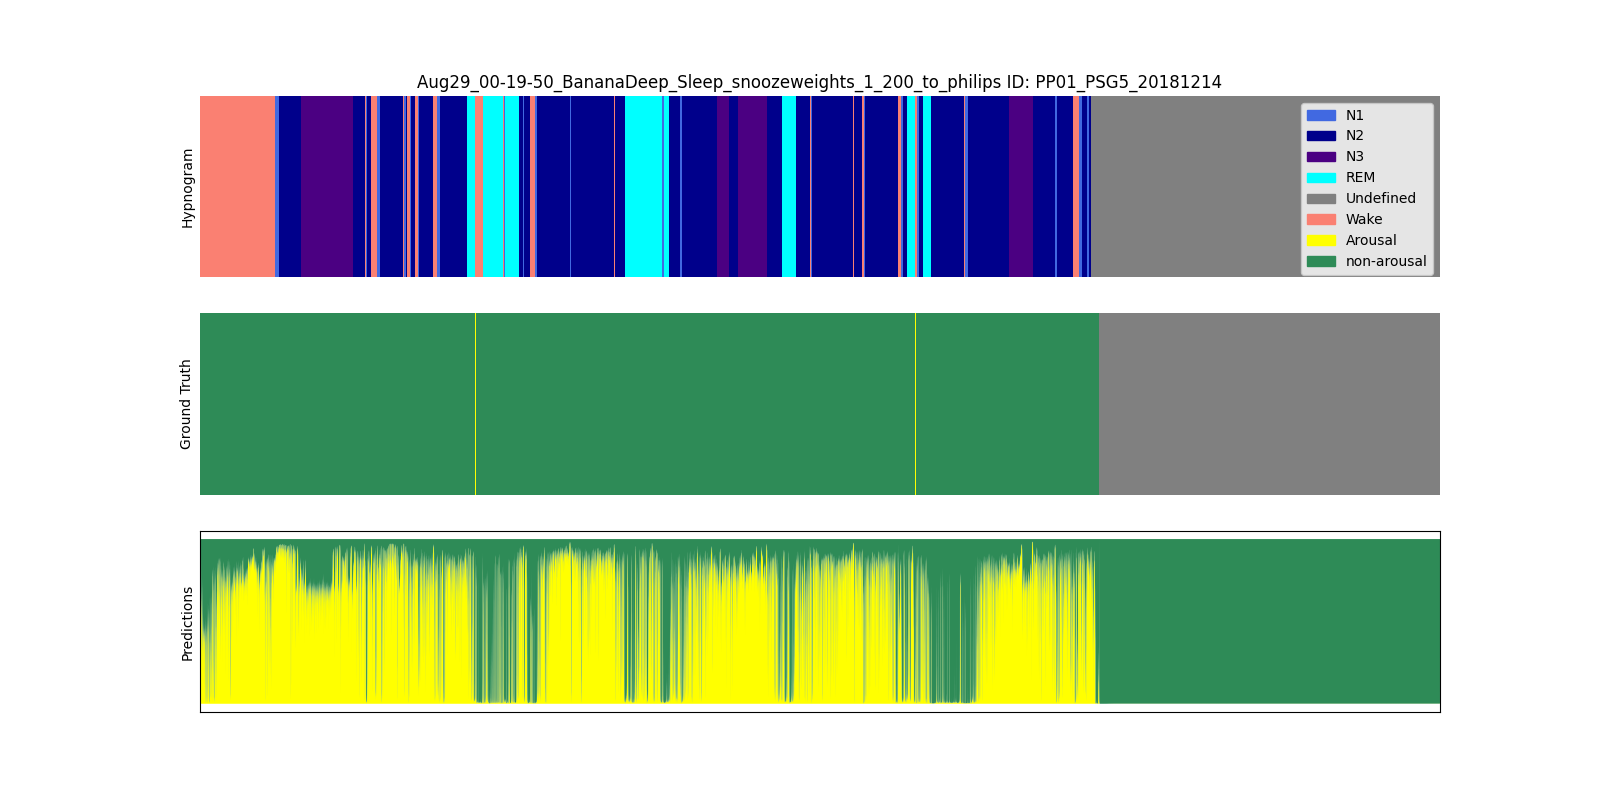 Aug29_00-19-50_BananaDeep_Sleep_snoozeweights_1_200_to_philips ID: PP01_PSG5_20181214
Hypnogram
N1
N2
N3
REM
Undefined
Wake
Arousal
non-arousal
Ground Truth
Predictions